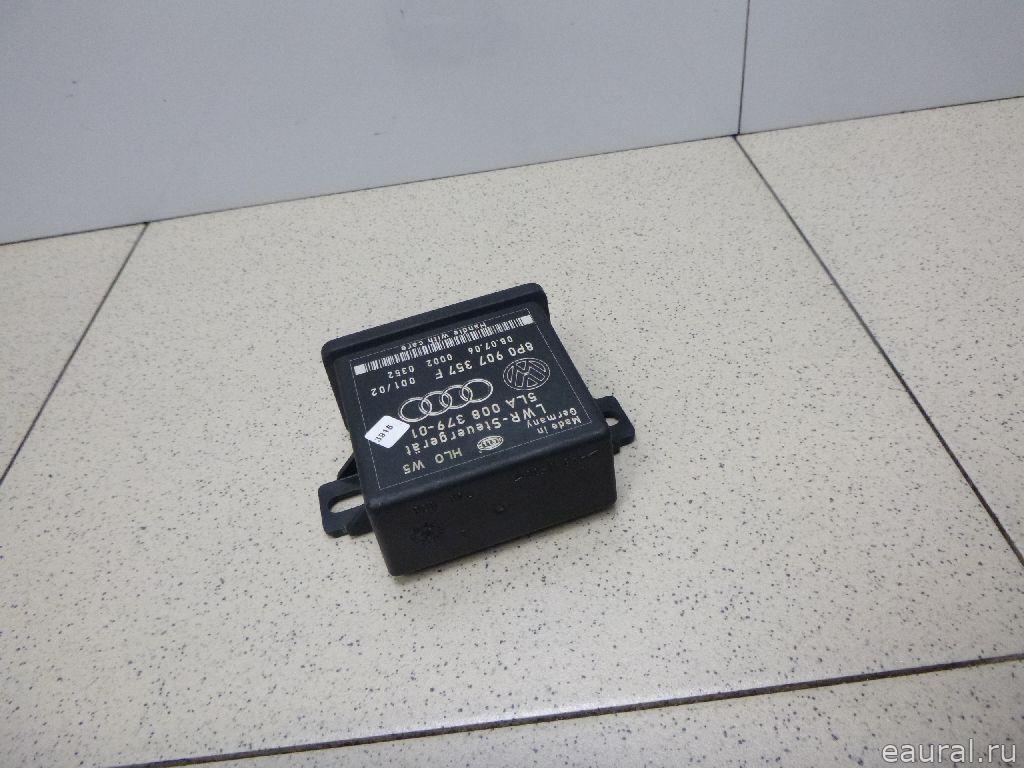 Made in
Germany
HLO W5
HELLA
LWR-Steuergerät
5LA 008 379-01
8P0 907 357 F 001/02
08.07.06 0002 0352
Handle with care
eaural.ru